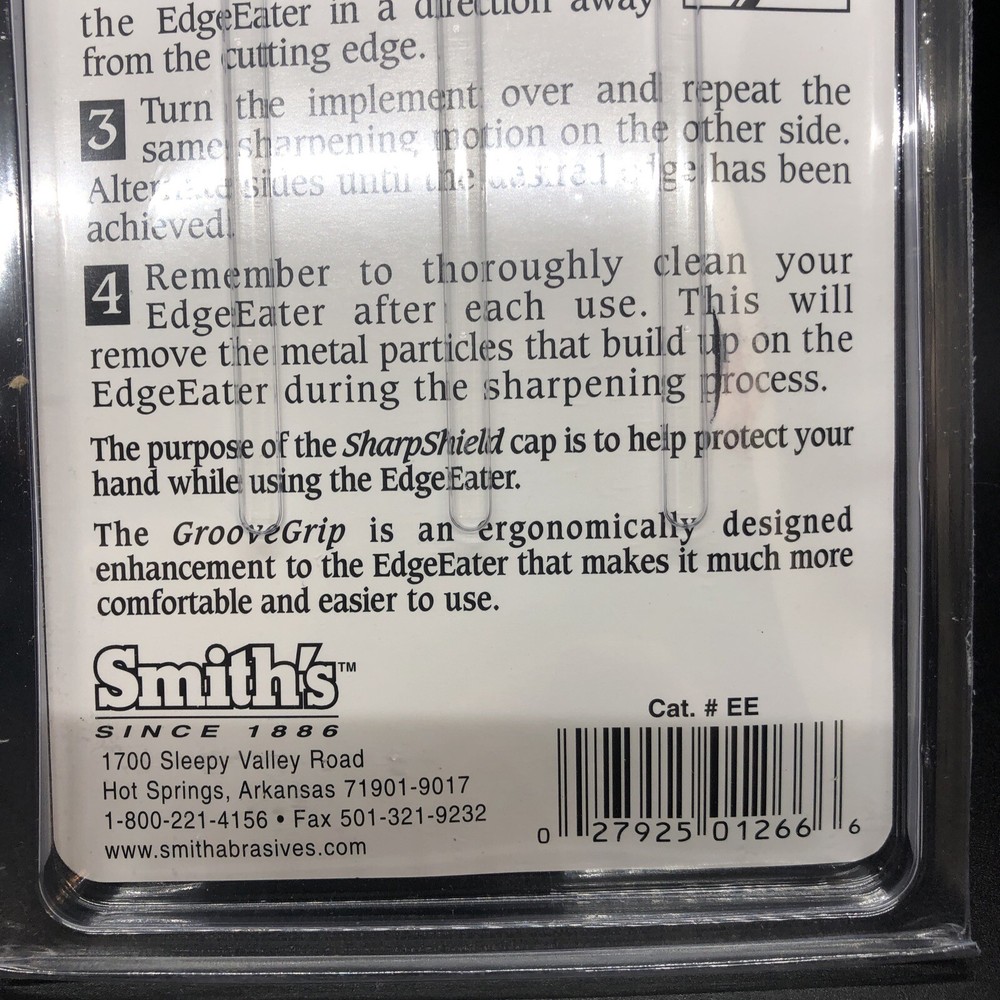 the EdgeEater in a direction away
from the cutting edge.
3 Turn the implement over and repeat the
same sharpening motion on the other side.
Alternate sides until the desired edge has been
achieved.
4 Remember to thoroughly clean your
EdgeEater after each use. This will
remove the metal particles that build up on the
EdgeEater during the sharpening process.
The purpose of the SharpShield cap is to help protect your
hand while using the EdgeEater.
The GrooveGrip is an ergonomically designed
enhancement to the EdgeEater that makes it much more
comfortable and easier to use.
Smith's™
SINCE 1886
1700 Sleepy Valley Road
Hot Springs, Arkansas 71901-9017
1-800-221-4156 • Fax 501-321-9232
www.smithabrasives.com
Cat. # EE
0 27925 01266 6